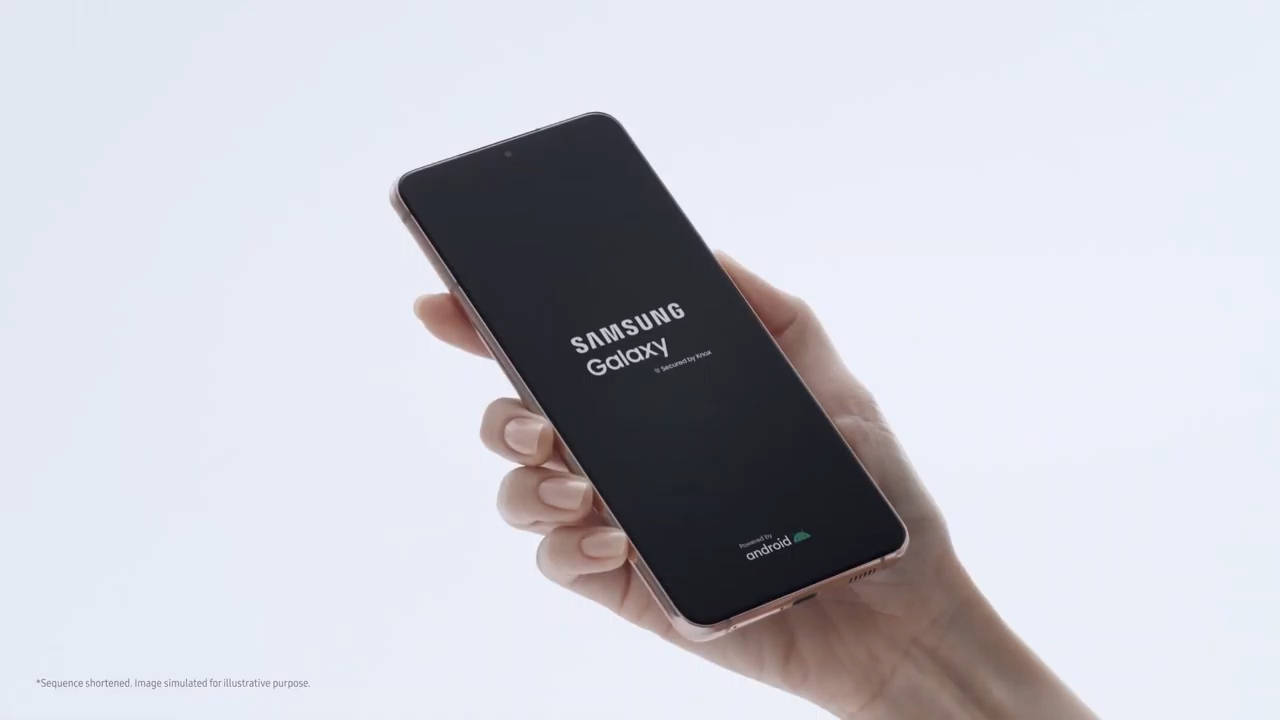 SAMSUNG
Galaxy
Secured by Knox
Powered by
android
*Sequence shortened. Image simulated for illustrative purpose.